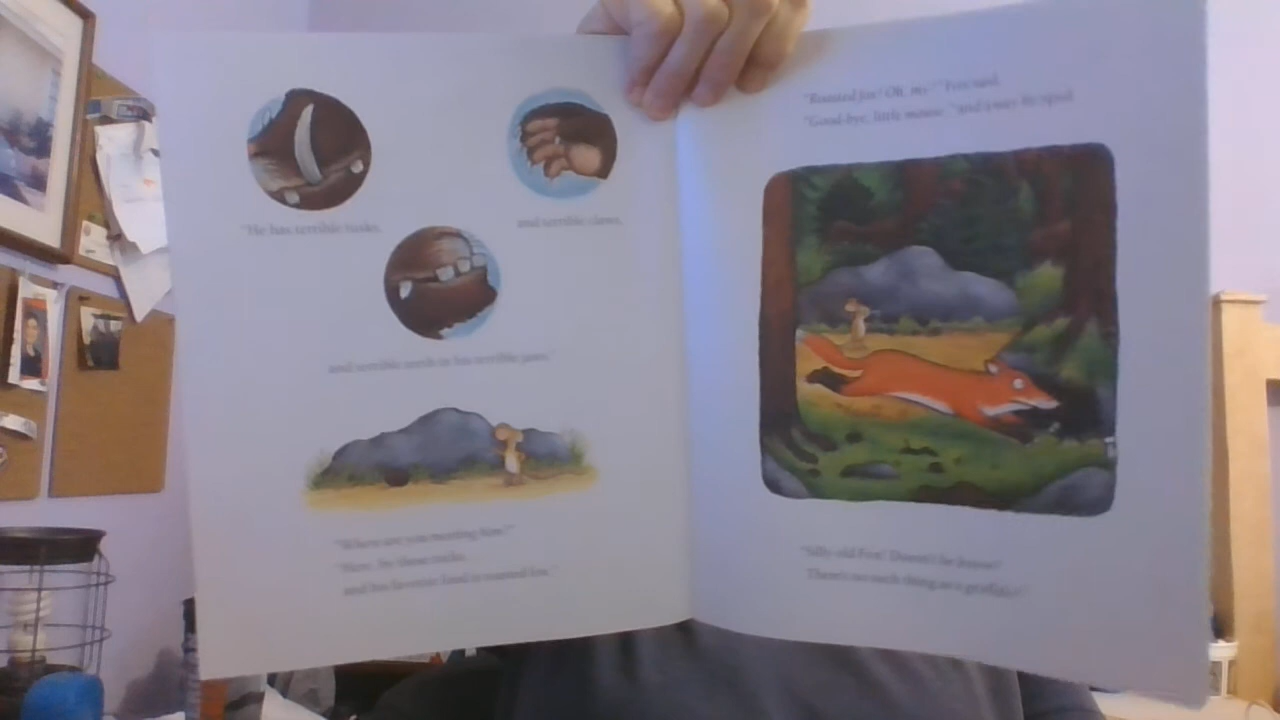 "He has terrible tusks,
and terrible claws,
and terrible teeth in his terrible jaws."
"Where are you meeting him?"
"Here, by these rocks,
and his favorite food is roasted fox."
"Roasted fox! Oh, my!" Fox said.
"Good-bye, little mouse," and away he sped.
"Silly old Fox! Doesn't he know?
There's no such thing as a gruffalo!"